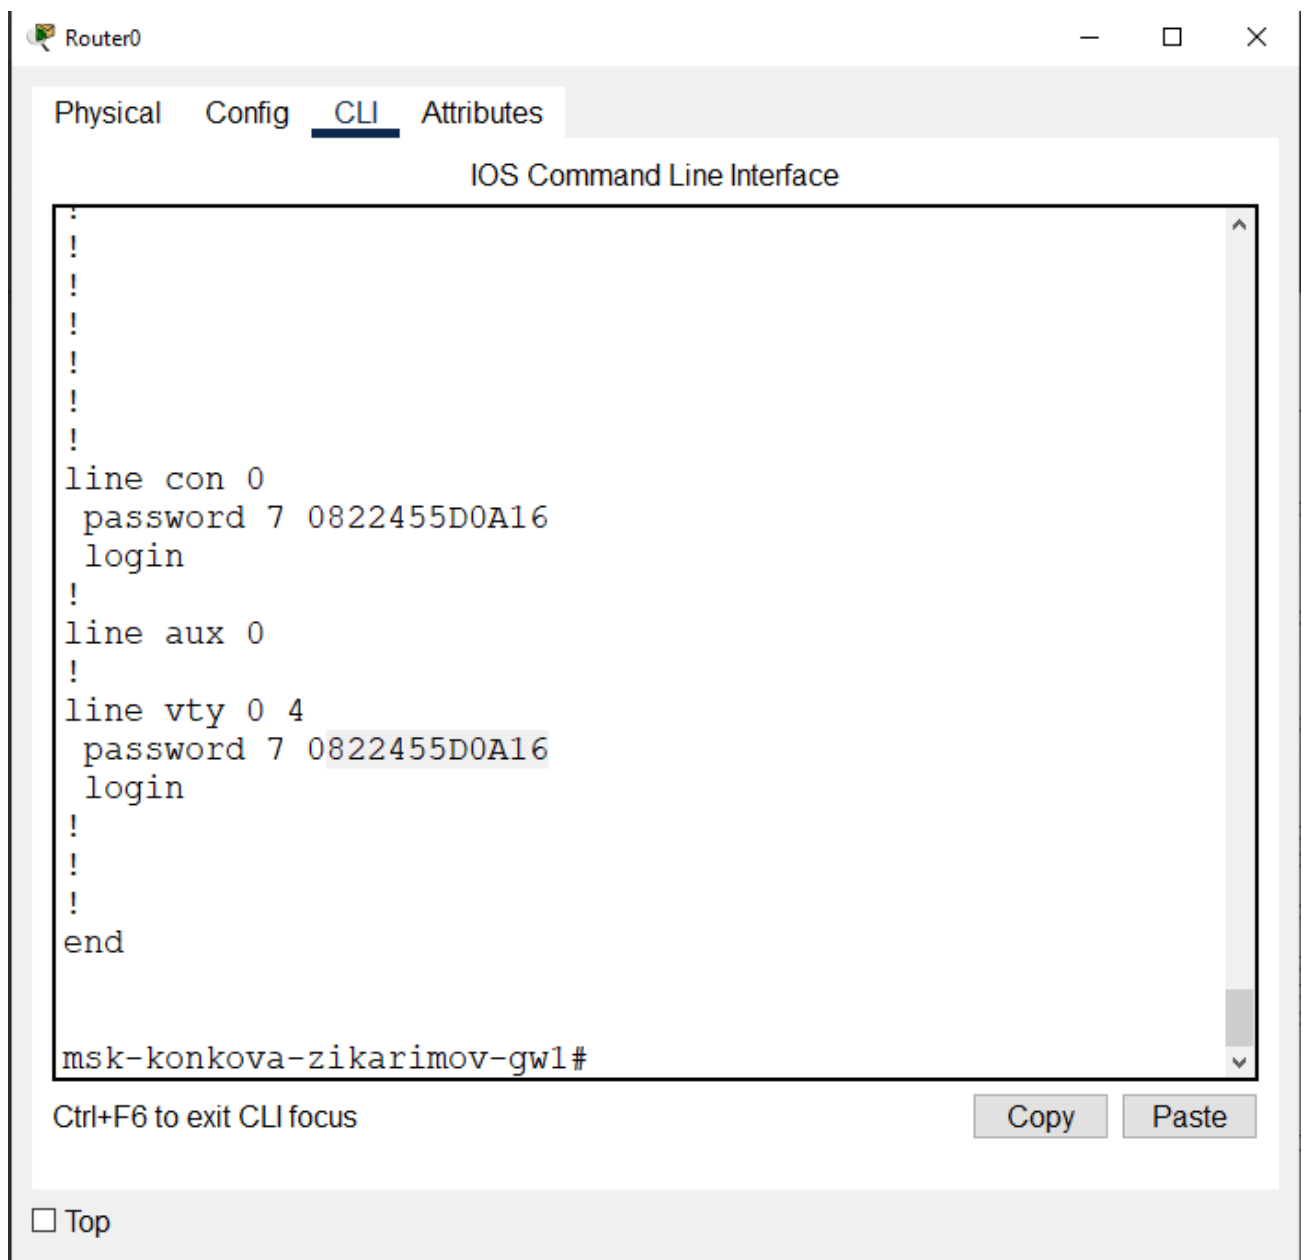 Router0
Physical Config CLI Attributes
IOS Command Line Interface
!
!
!
!
!
!
!
line con 0
 password 7 0822455D0A16
 login
!
line aux 0
!
line vty 0 4
 password 7 0822455D0A16
 login
!
!
!
end
msk-konkova-zikarimov-gw1#
Ctrl+F6 to exit CLI focus
Copy Paste
Top